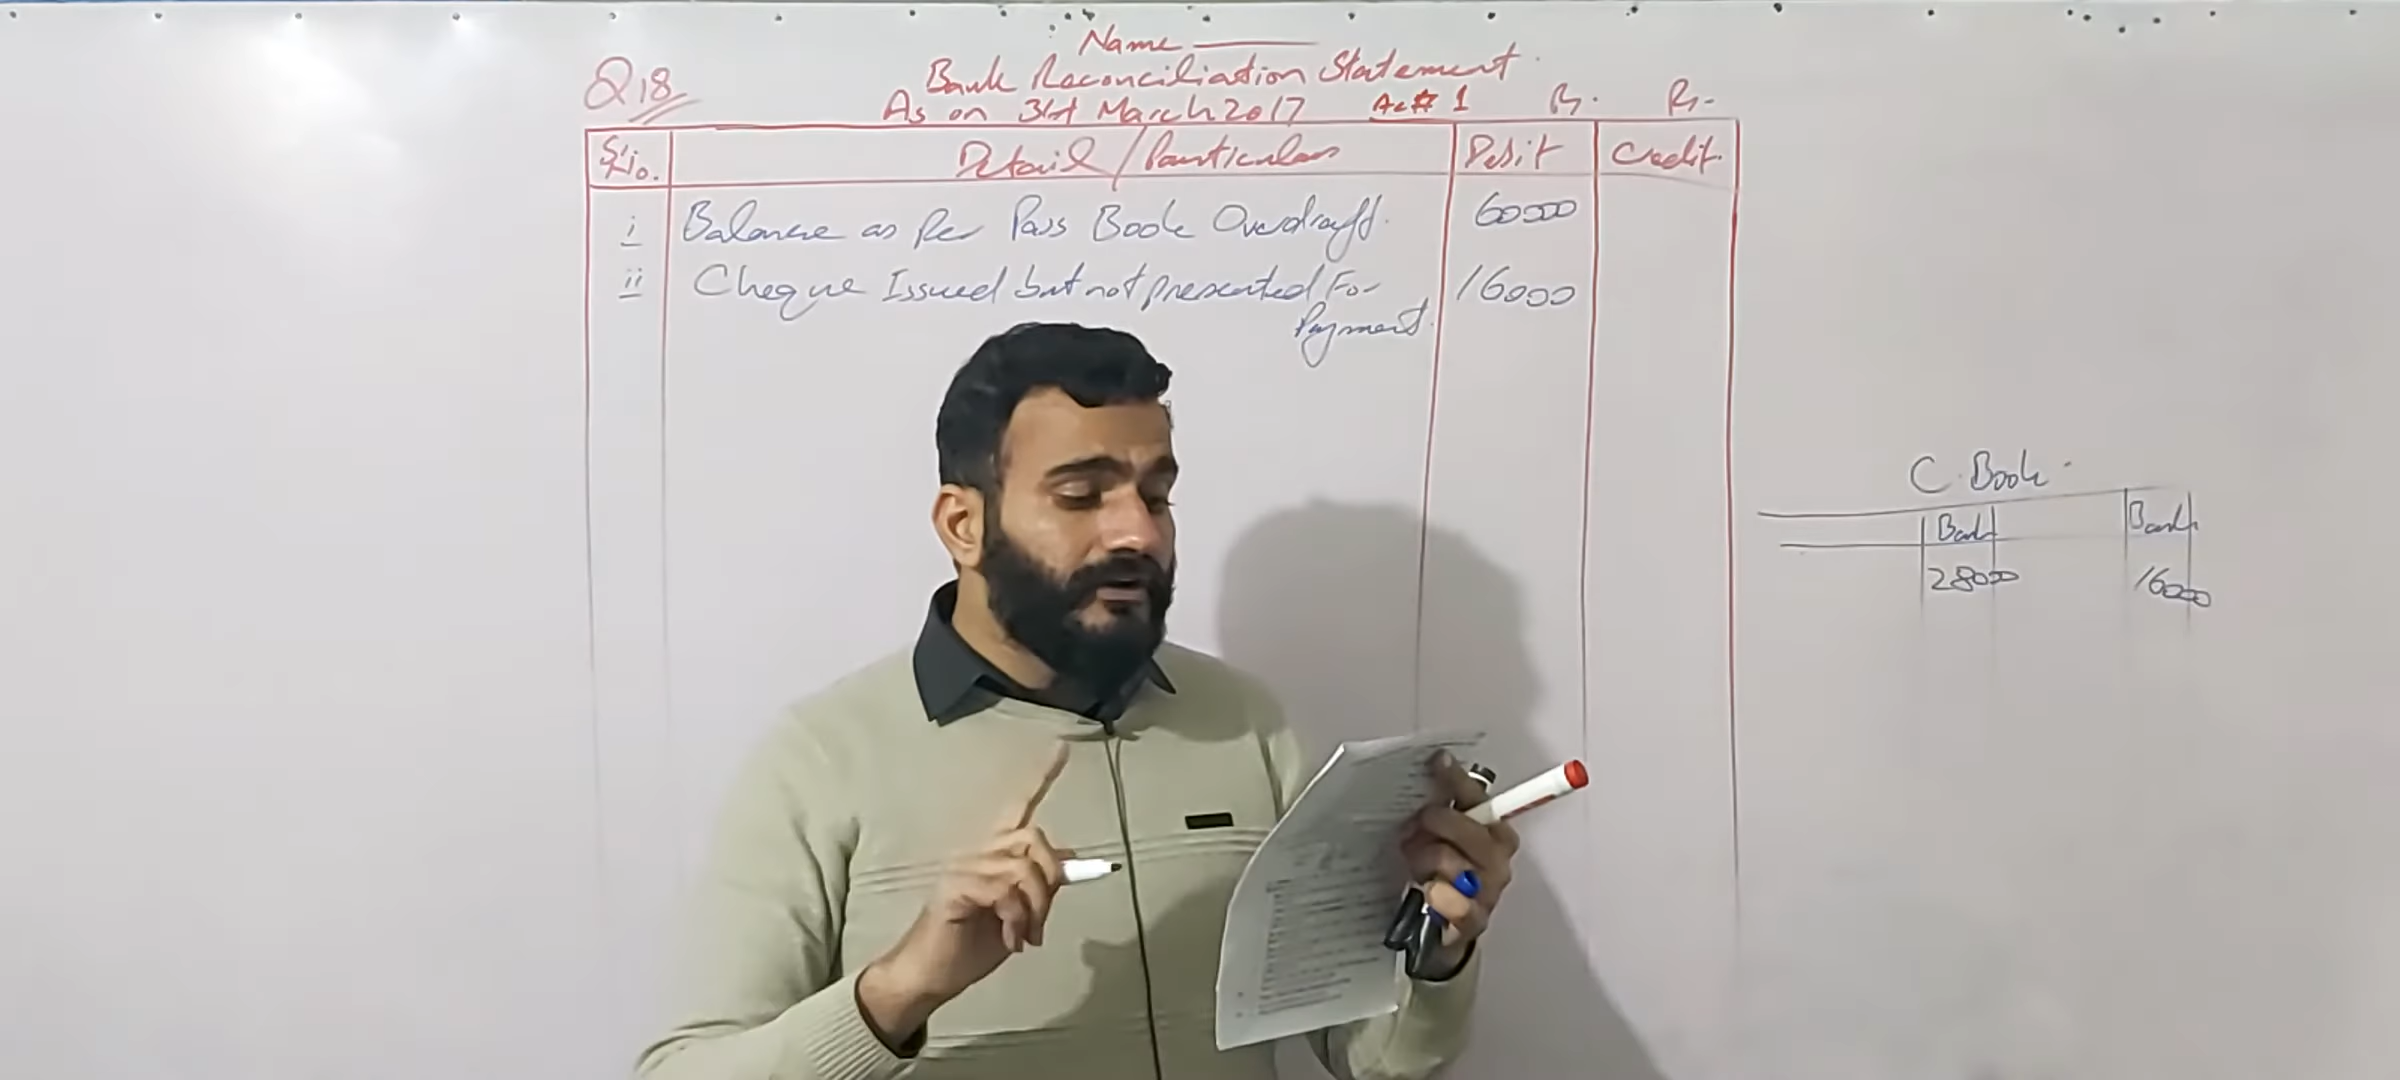 Name
Q18
Bank Reconciliation Statement
As on 31st March 2017 Ac# 1 Rs. Rs-
S.No. Detail / Particulars Debit Credit.
i Balance as Per Pass Book Overdraft. 60000
ii Cheque Issued but not presented For 16000
Payment.
C. Book
Bank Bank
28000 16000